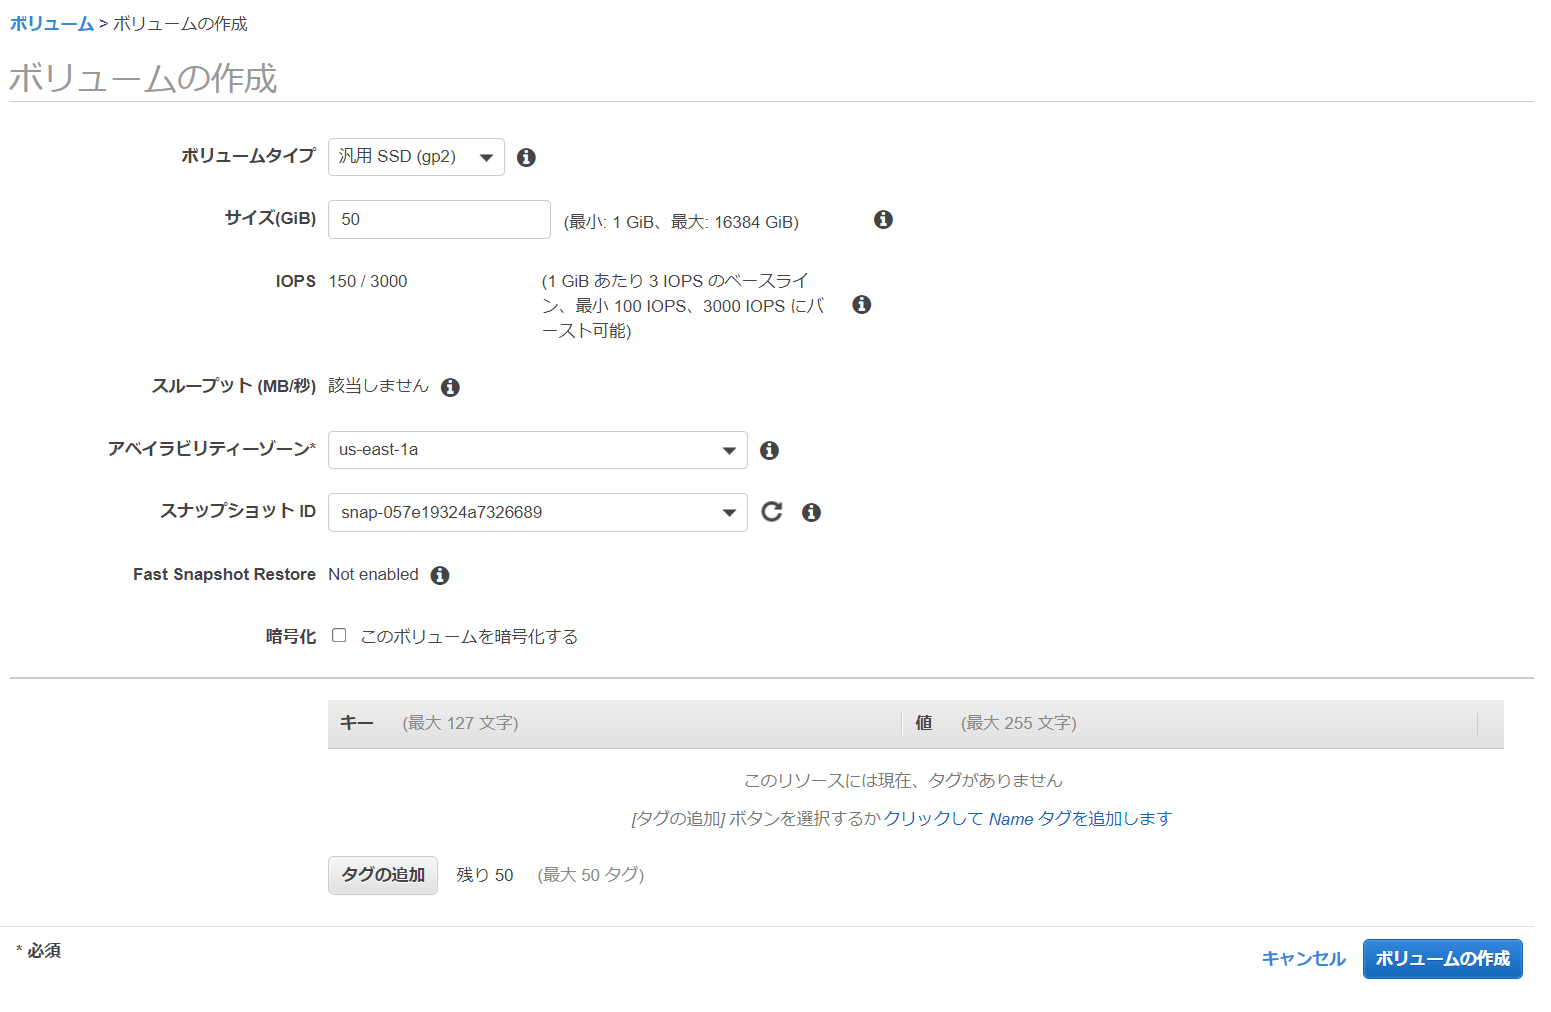 ボリューム > ボリュームの作成
ボリュームの作成
ボリュームタイプ 汎用 SSD (gp2)
サイズ(GiB) 50 (最小: 1 GiB、最大: 16384 GiB)
IOPS 150 / 3000 (1 GiB あたり 3 IOPS のベースライ
ン、最小 100 IOPS、3000 IOPS にバ
ースト可能)
スループット (MB/秒) 該当しません
アベイラビリティーゾーン* us-east-1a
スナップショット ID snap-057e19324a7326689
Fast Snapshot Restore Not enabled
暗号化 このボリュームを暗号化する
キー (最大 127 文字) 値 (最大 255 文字)
このリソースには現在、タグがありません
[タグの追加] ボタンを選択するか クリックして Name タグを追加します
タグの追加 残り 50 (最大 50 タグ)
* 必須
キャンセル ボリュームの作成